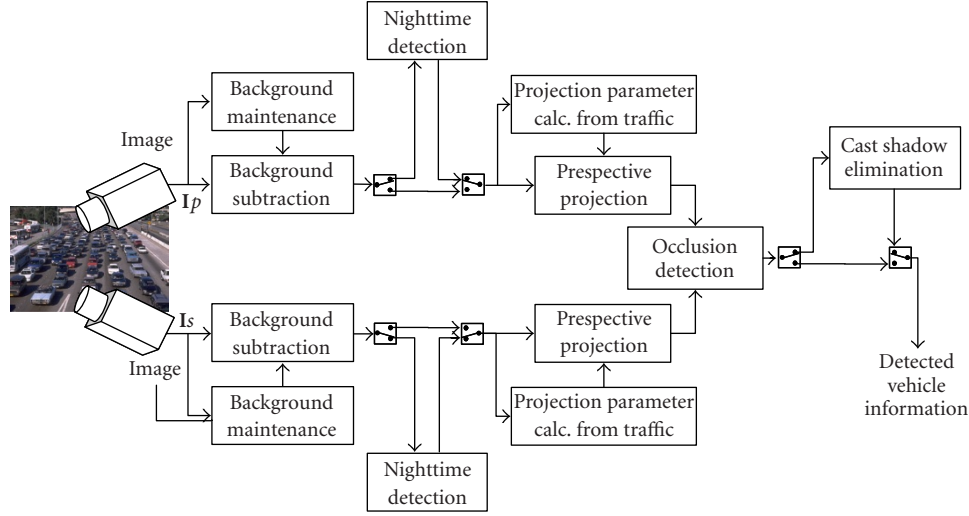 Nighttime
detection
Background
maintenance
Projection parameter
calc. from traffic
Image
Cast shadow
elimination
Background
subtraction
Prespective
projection
Ip
Occlusion
detection
Is
Background
subtraction
Prespective
projection
Image
Detected
vehicle
information
Background
maintenance
Projection parameter
calc. from traffic
Nighttime
detection